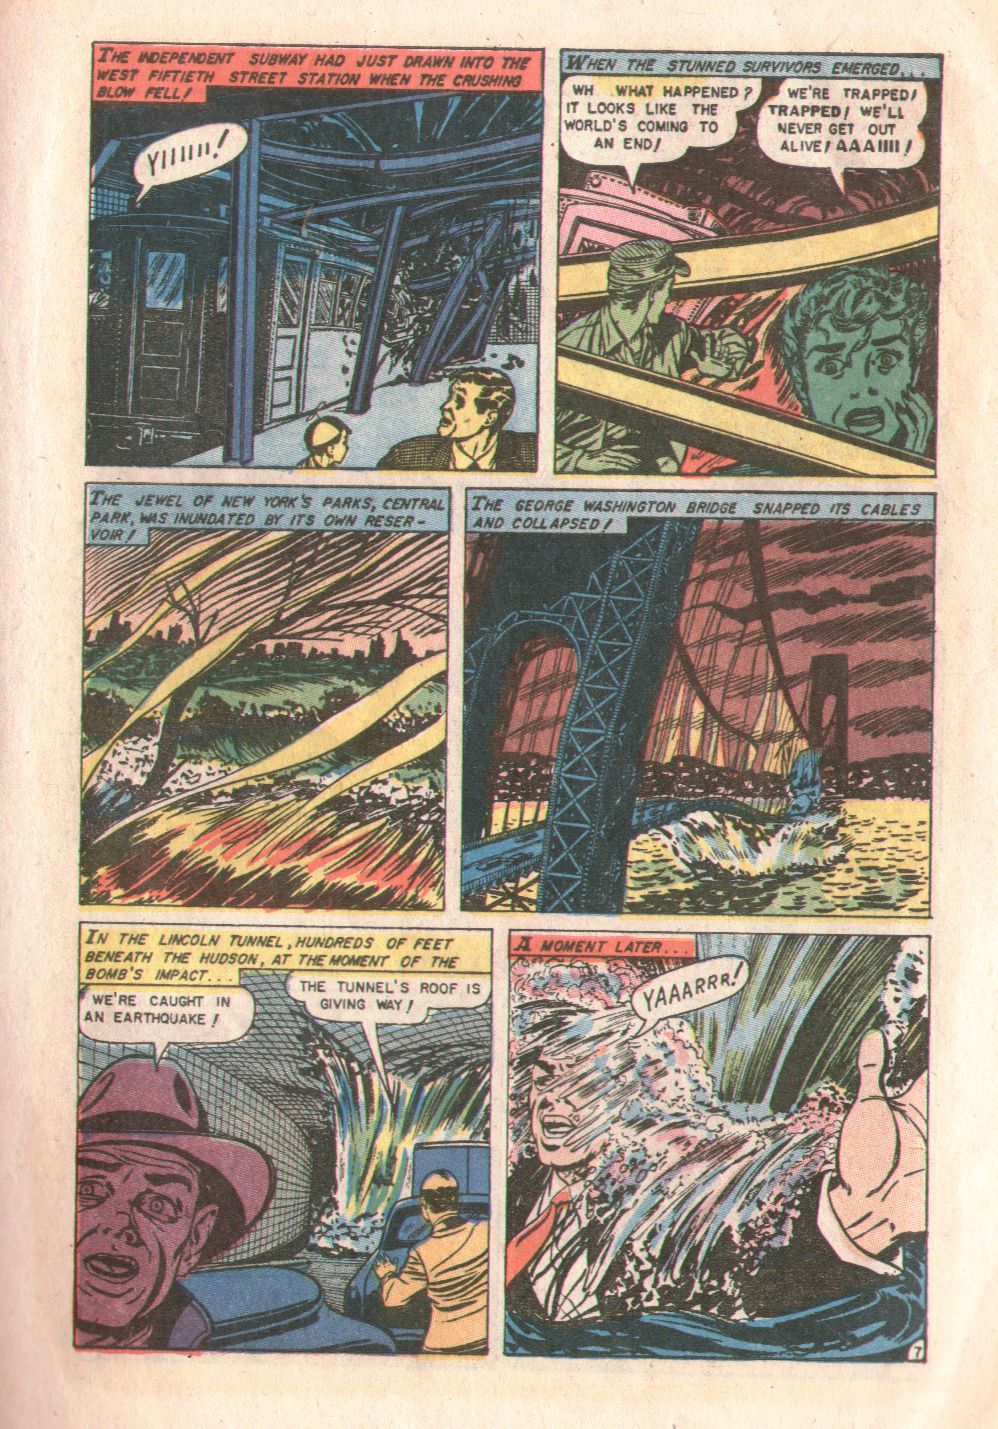 THE INDEPENDENT SUBWAY HAD JUST DRAWN INTO THE
WEST FIFTIETH STREET STATION WHEN THE CRUSHING
BLOW FELL!
YIIIIII!
WHEN THE STUNNED SURVIVORS EMERGED...
WH WHAT HAPPENED?
IT LOOKS LIKE THE
WORLD'S COMING TO
AN END!
WE'RE TRAPPED!
TRAPPED! WE'LL
NEVER GET OUT
ALIVE! AAAIIII!
THE JEWEL OF NEW YORK'S PARKS, CENTRAL
PARK, WAS INUNDATED BY ITS OWN RESER-
VOIR!
THE GEORGE WASHINGTON BRIDGE SNAPPED ITS CABLES
AND COLLAPSED!
IN THE LINCOLN TUNNEL, HUNDREDS OF FEET
BENEATH THE HUDSON, AT THE MOMENT OF THE
BOMB'S IMPACT...
WE'RE CAUGHT IN
AN EARTHQUAKE!
THE TUNNEL'S ROOF IS
GIVING WAY!
A MOMENT LATER...
YAAARRR!
7